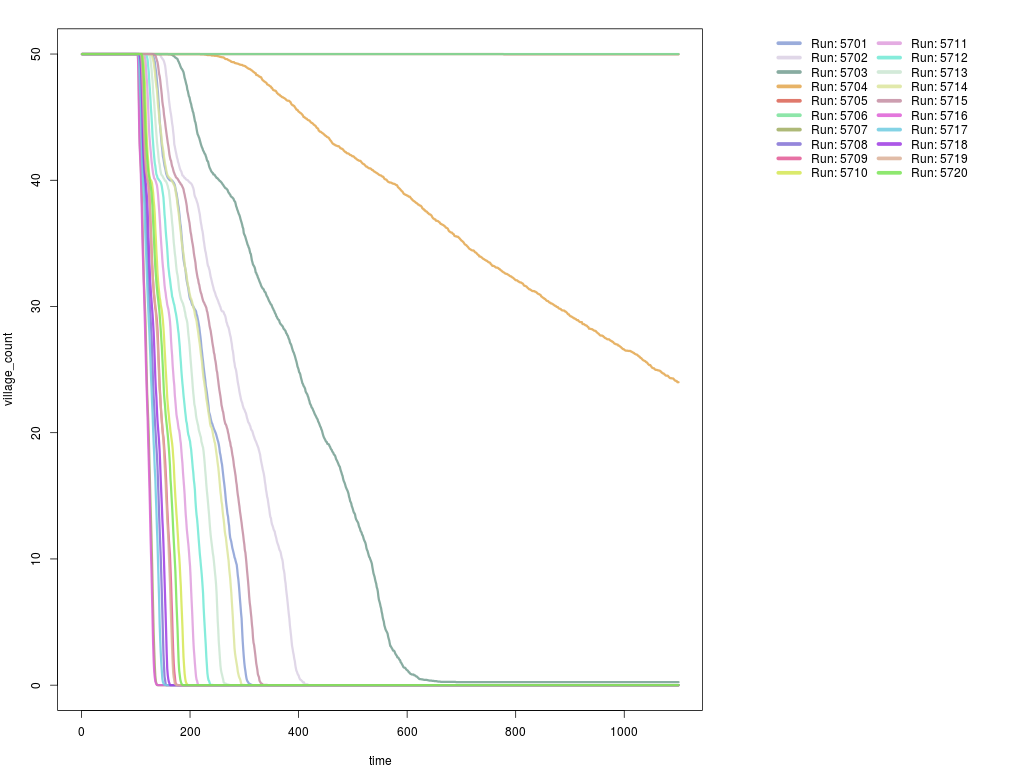 50
40
30
20
10
0
village_count
0 200 400 600 800 1000
time
Run: 5701 Run: 5711
Run: 5702 Run: 5712
Run: 5703 Run: 5713
Run: 5704 Run: 5714
Run: 5705 Run: 5715
Run: 5706 Run: 5716
Run: 5707 Run: 5717
Run: 5708 Run: 5718
Run: 5709 Run: 5719
Run: 5710 Run: 5720